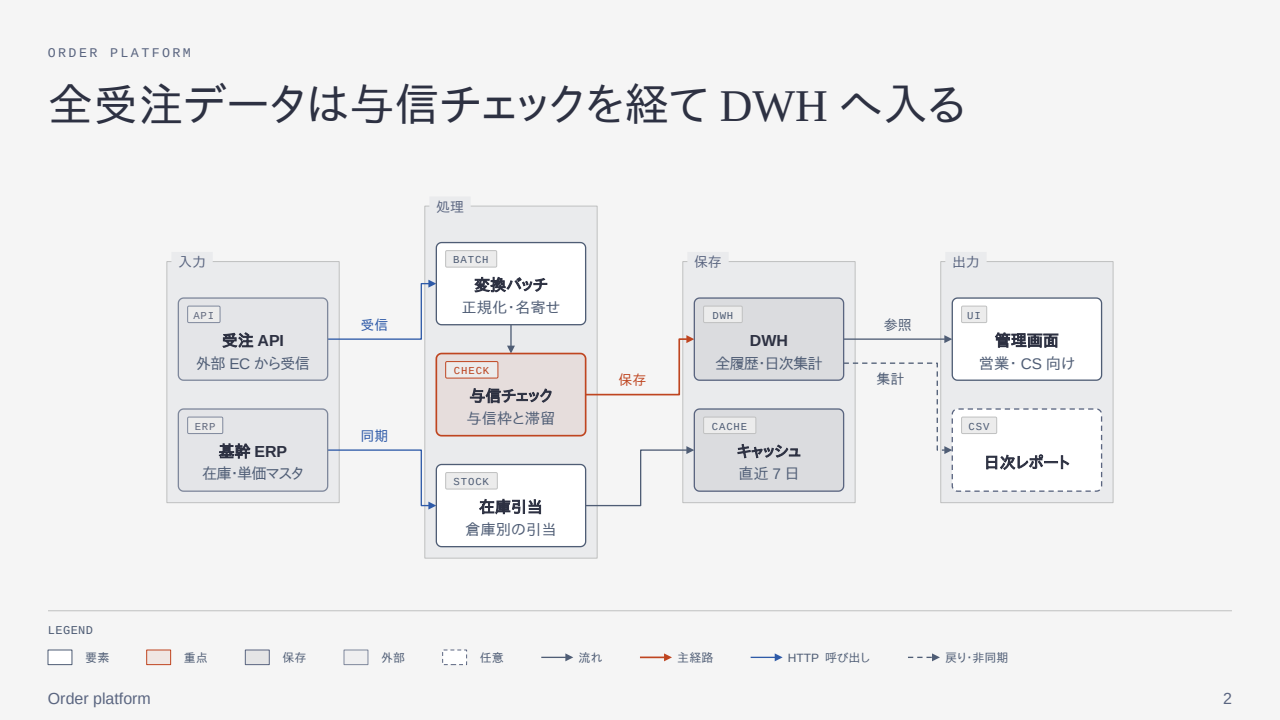 ORDER PLATFORM
全受注データは与信チェックを経て DWH へ入る
入力
API
受注 API
外部 EC から受信
ERP
基幹 ERP
在庫・単価マスタ
受信
同期
処理
BATCH
変換バッチ
正規化・名寄せ
CHECK
与信チェック
与信枠と滞留
STOCK
在庫引当
倉庫別の引当
保存
保存
DWH
DWH
全履歴・日次集計
CACHE
キャッシュ
直近 7 日
参照
集計
出力
UI
管理画面
営業・CS 向け
CSV
日次レポート
LEGEND
要素
重点
保存
外部
任意
流れ
主経路
HTTP 呼び出し
戻り・非同期
Order platform
2